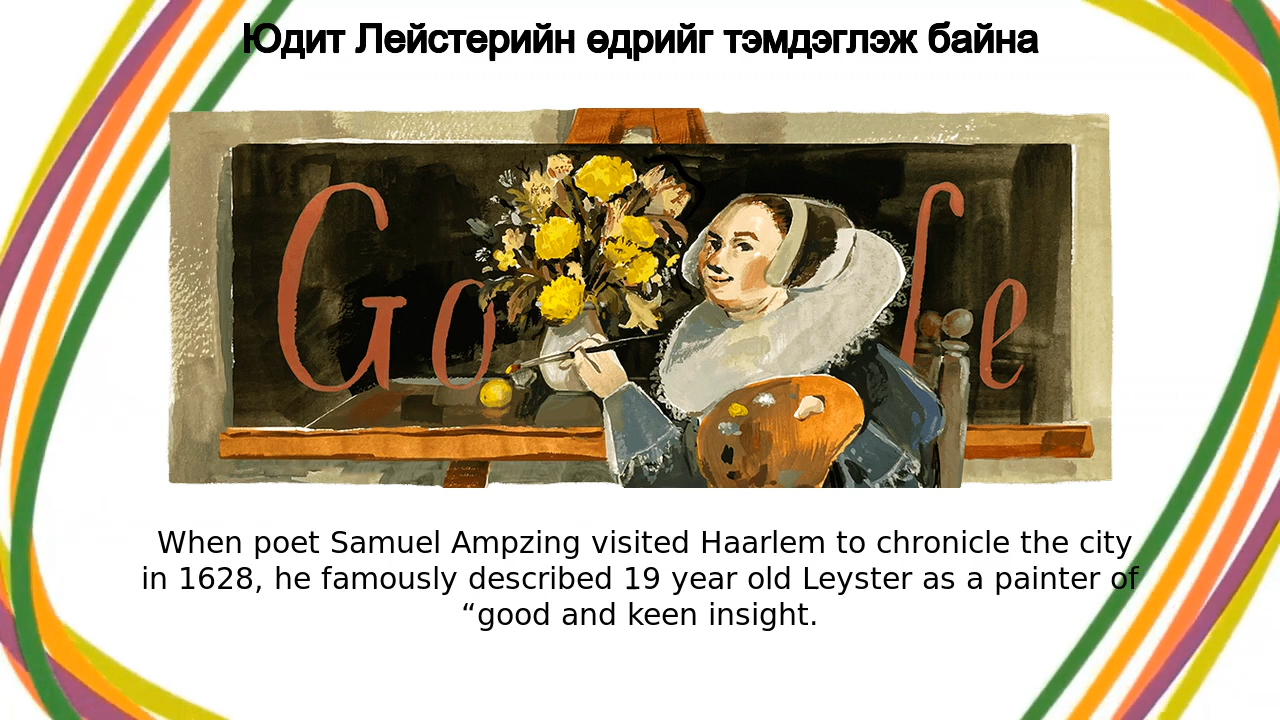 Юдит Лейстерийн өдрийг тэмдэглэж байна
Go le
When poet Samuel Ampzing visited Haarlem to chronicle the city
in 1628, he famously described 19 year old Leyster as a painter of
“good and keen insight.